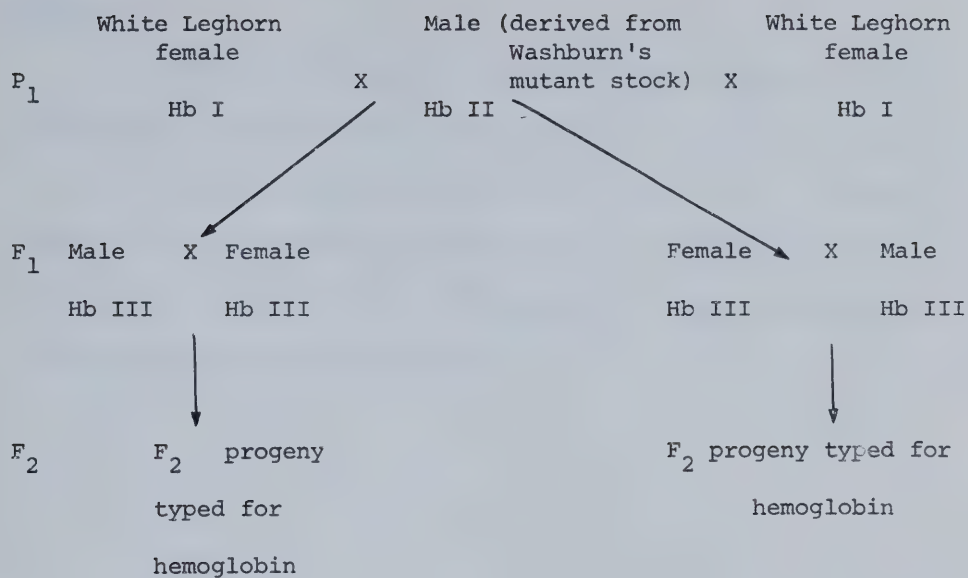 White Leghorn Male (derived from White Leghorn
female Washburn's female
P1 X mutant stock) X
Hb I Hb II Hb I
F1 Male X Female Female X Male
Hb III Hb III Hb III Hb III
F2 F2 progeny F2 progeny typed for
typed for hemoglobin
hemoglobin